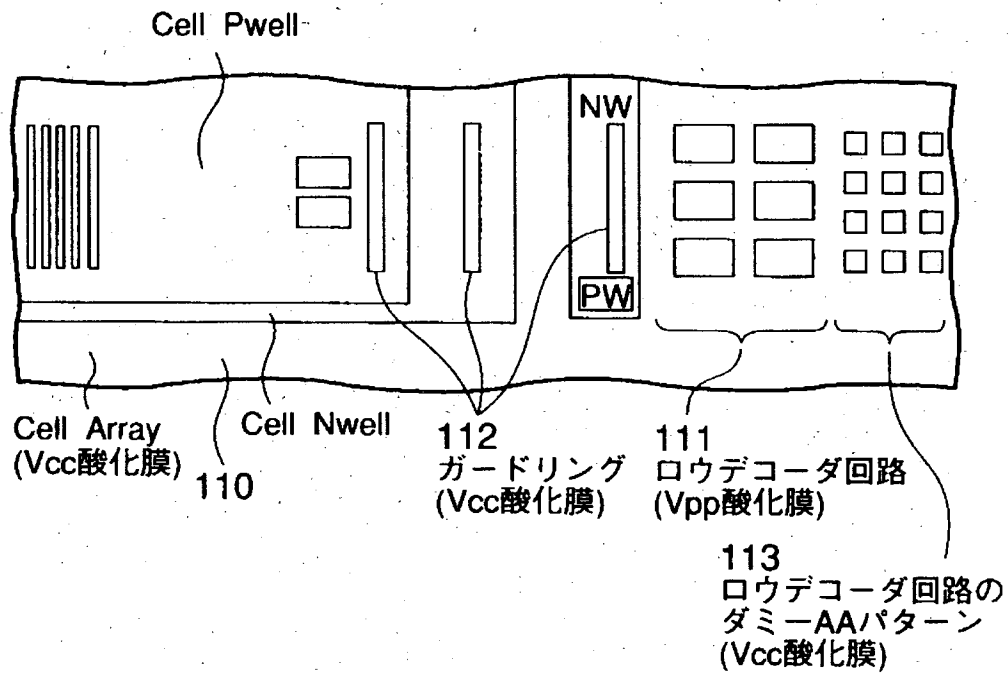 Cell Pwell
NW
PW
Cell Array
(Vcc酸化膜)
110
Cell Nwell
112
ガードリング
(Vcc酸化膜)
111
ロウデコーダ回路
(Vpp酸化膜)
113
ロウデコーダ回路の
ダミーAAパターン
(Vcc酸化膜)